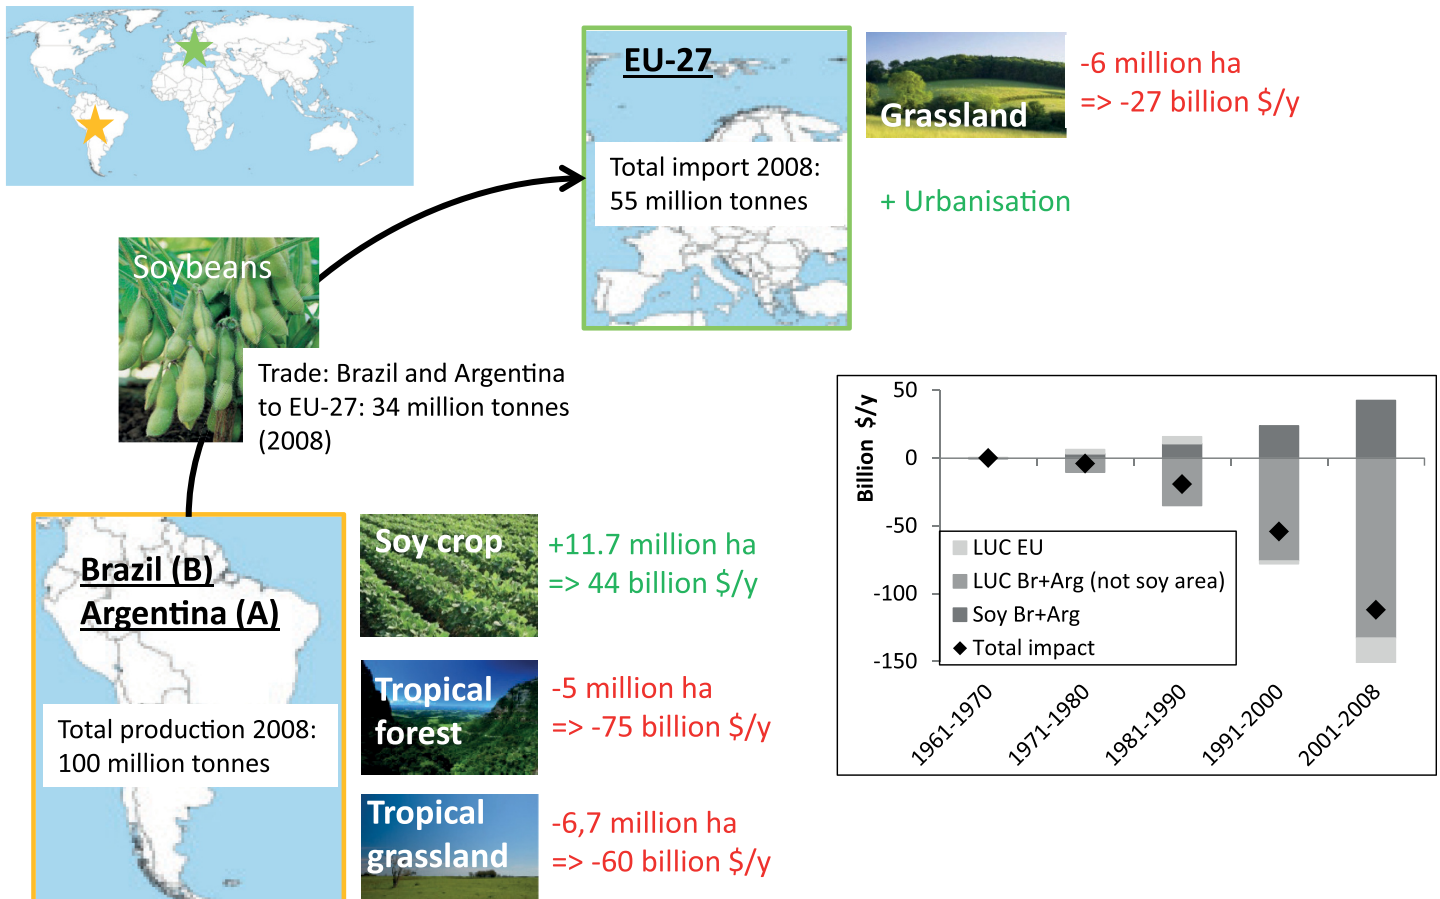 EU-27
Total import 2008:
55 million tonnes
Grassland
-6 million ha
=> -27 billion $/y
+ Urbanisation
Soybeans
Trade: Brazil and Argentina
to EU-27: 34 million tonnes
(2008)
Brazil (B)
Argentina (A)
Total production 2008:
100 million tonnes
Soy crop
+11.7 million ha
=> 44 billion $/y
Tropical
forest
-5 million ha
=> -75 billion $/y
Tropical
grassland
-6,7 million ha
=> -60 billion $/y
Billion $/y
50
0
-50
-100
-150
LUC EU
LUC Br+Arg (not soy area)
Soy Br+Arg
Total impact
1961-1970
1971-1980
1981-1990
1991-2000
2001-2008